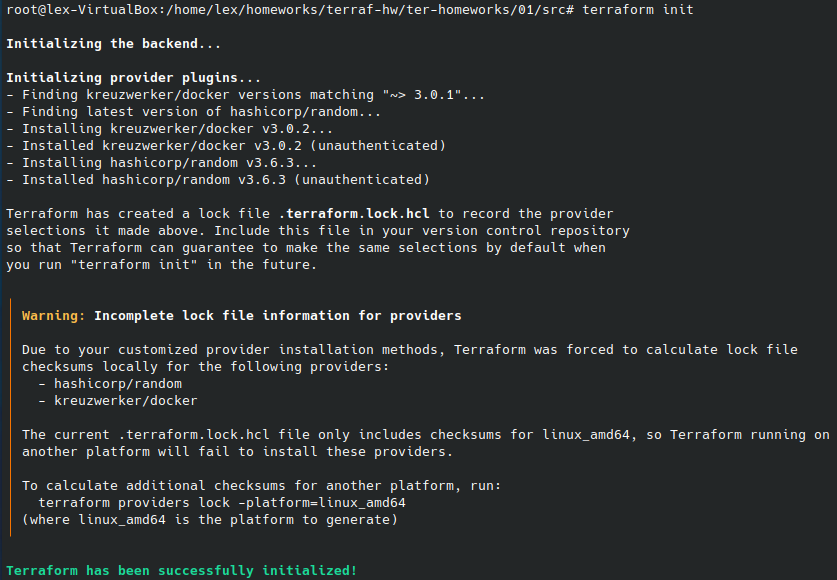 root@lex-VirtualBox:/home/lex/homeworks/terraf-hw/ter-homeworks/01/src# terraform init
Initializing the backend...
Initializing provider plugins...
- Finding kreuzwerker/docker versions matching "~> 3.0.1"...
- Finding latest version of hashicorp/random...
- Installing kreuzwerker/docker v3.0.2...
- Installed kreuzwerker/docker v3.0.2 (unauthenticated)
- Installing hashicorp/random v3.6.3...
- Installed hashicorp/random v3.6.3 (unauthenticated)
Terraform has created a lock file .terraform.lock.hcl to record the provider
selections it made above. Include this file in your version control repository
so that Terraform can guarantee to make the same selections by default when
you run "terraform init" in the future.
Warning: Incomplete lock file information for providers
Due to your customized provider installation methods, Terraform was forced to calculate lock file
checksums locally for the following providers:
- hashicorp/random
- kreuzwerker/docker
The current .terraform.lock.hcl file only includes checksums for linux_amd64, so Terraform running on
another platform will fail to install these providers.
To calculate additional checksums for another platform, run:
terraform providers lock -platform=linux_amd64
(where linux_amd64 is the platform to generate)
Terraform has been successfully initialized!